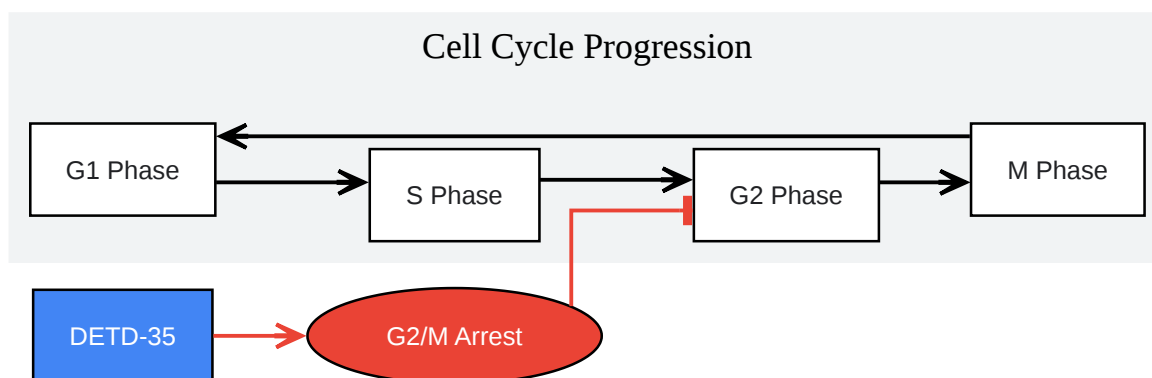 Cell Cycle Progression
G1 Phase
S Phase
G2 Phase
M Phase
DETD-35
G2/M Arrest